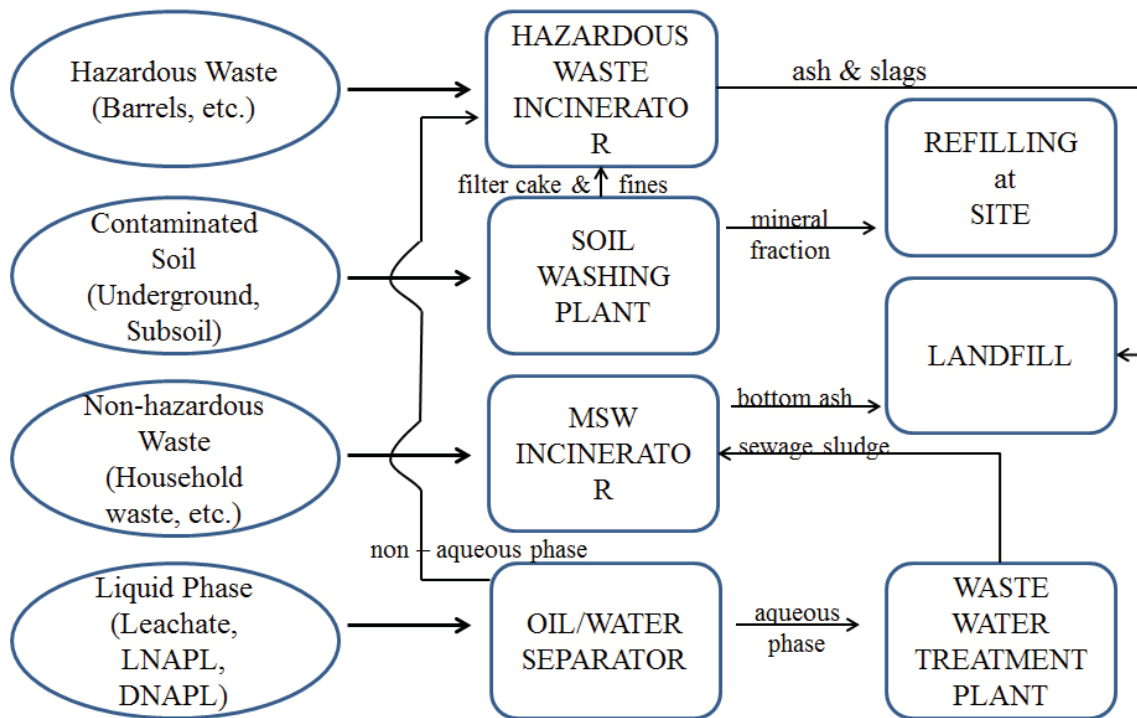 Hazardous Waste
(Barrels, etc.)
HAZARDOUS
WASTE
INCINERATO
R
ash & slags
REFILLING
at
SITE
filter cake & fines
Contaminated
Soil
(Underground,
Subsoil)
SOIL
WASHING
PLANT
mineral
fraction
LANDFILL
Non-hazardous
Waste
(Household
waste, etc.)
MSW
INCINERATO
R
bottom ash
sewage sludge
non – aqueous phase
Liquid Phase
(Leachate,
LNAPL,
DNAPL)
OIL/WATER
SEPARATOR
aqueous
phase
WASTE
WATER
TREATMENT
PLANT